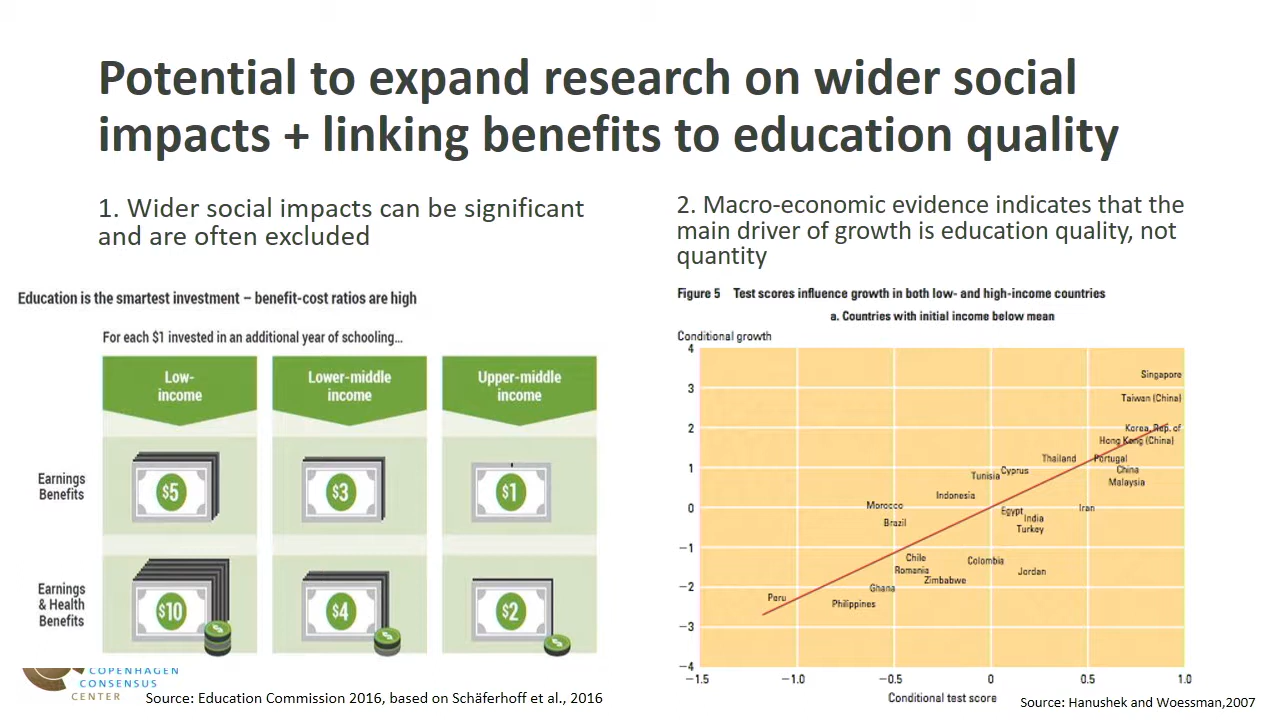 Potential to expand research on wider social
impacts + linking benefits to education quality
1. Wider social impacts can be significant
and are often excluded
Education is the smartest investment – benefit-cost ratios are high
For each $1 invested in an additional year of schooling...
Low-
income
Lower-middle
income
Upper-middle
income
Earnings
Benefits
$5
$3
$1
Earnings
& Health
Benefits
$10
$4
$2
COPENHAGEN
CONSENSUS
CENTER
Source: Education Commission 2016, based on Schäferhoff et al., 2016
2. Macro-economic evidence indicates that the
main driver of growth is education quality, not
quantity
Figure 5 Test scores influence growth in both low- and high-income countries
a. Countries with initial income below mean
Conditional growth
4
3
2
1
0
−1
−2
−3
−4
Singapore
Taiwan (China)
Korea, Rep. of
Hong Kong (China)
Thailand
Portugal
Cyprus
China
Tunisia
Malaysia
Indonesia
Morocco
Iran
Egypt
India
Brazil
Turkey
Chile
Colombia
Romania
Jordan
Zimbabwe
Ghana
Peru
Philippines
−1.5 −1.0 −0.5 0 0.5 1.0
Conditional test score
Source: Hanushek and Woessman,2007